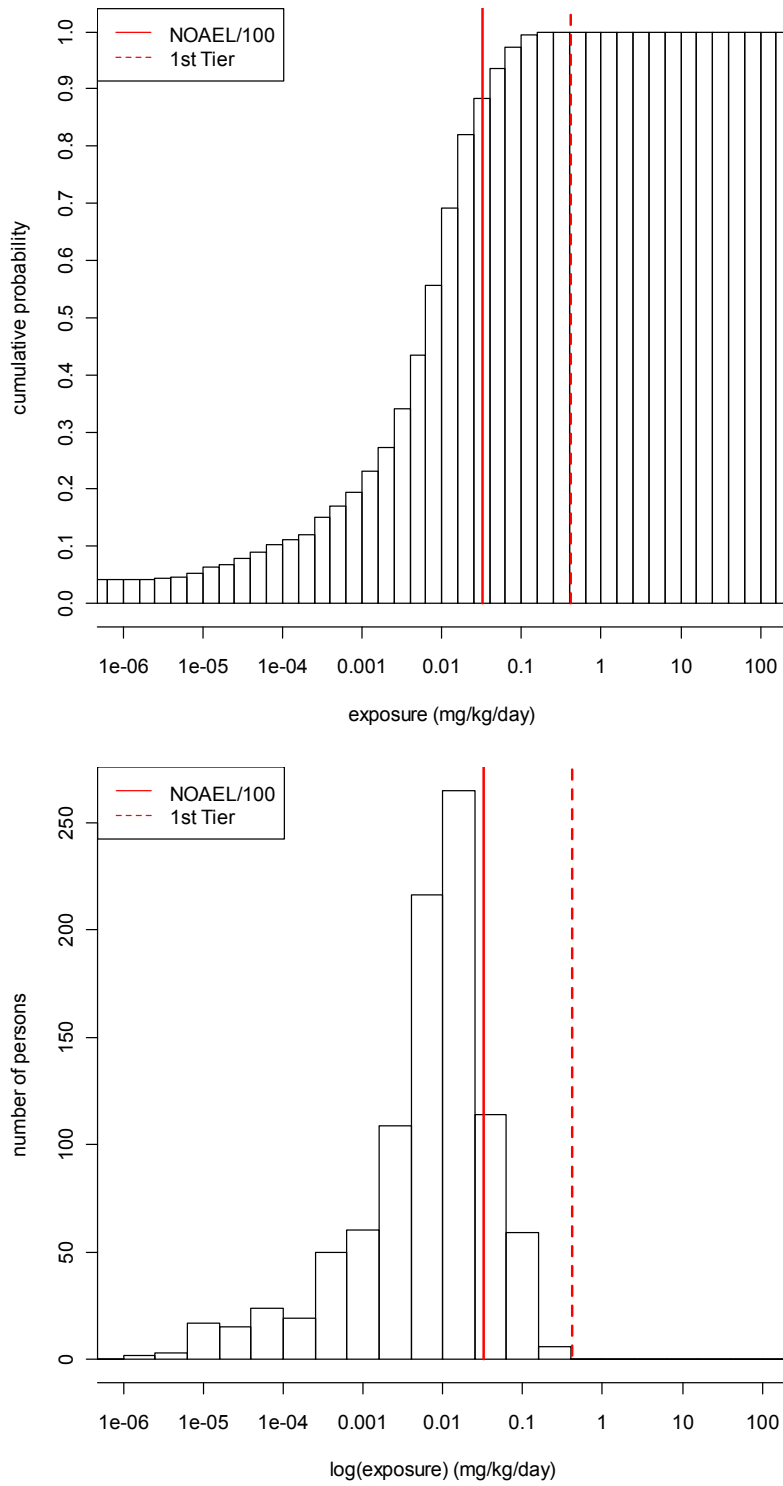 NOAEL/100
1st Tier
1.0
0.9
0.8
0.7
0.6
0.5
0.4
0.3
0.2
0.1
0.0
cumulative probability
1e-06 1e-05 1e-04 0.001 0.01 0.1 1 10 100
exposure (mg/kg/day)
NOAEL/100
1st Tier
250
200
150
100
50
0
number of persons
1e-06 1e-05 1e-04 0.001 0.01 0.1 1 10 100
log(exposure) (mg/kg/day)